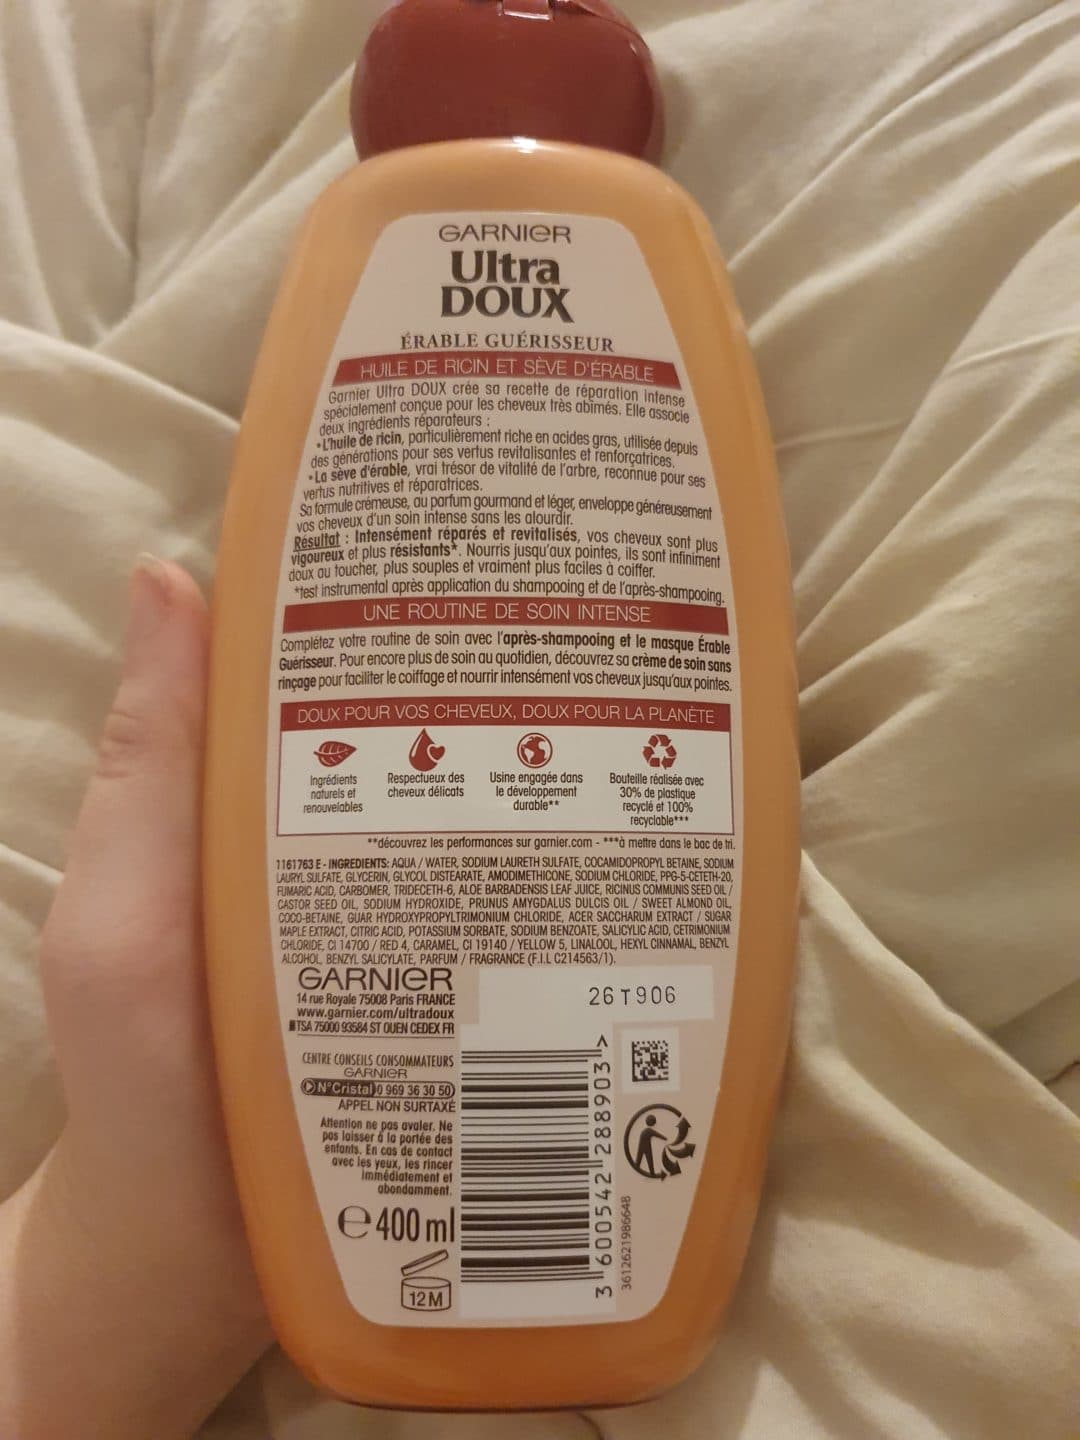 GARNIER
Ultra
DOUX
ÉRABLE GUÉRISSEUR
HUILE DE RICIN ET SÈVE D'ÉRABLE
Garnier Ultra DOUX crée sa recette de réparation intense
spécialement conçue pour les cheveux très abîmés. Elle associe
deux ingrédients réparateurs :
•L'huile de ricin, particulièrement riche en acides gras, utilisée depuis
des générations pour ses vertus revitalisantes et renforçatrices.
•La sève d'érable, vrai trésor de vitalité de l'arbre, reconnue pour ses
vertus nutritives et réparatrices.
Sa formule crémeuse, au parfum gourmand et léger, enveloppe généreusement
vos cheveux d'un soin intense sans les alourdir.
Résultat : Intensément réparés et revitalisés, vos cheveux sont plus
vigoureux et plus résistants*. Nourris jusqu'aux pointes, ils sont infiniment
doux au toucher, plus souples et vraiment plus faciles à coiffer.
*test instrumental après application du shampooing et de l'après-shampooing.
UNE ROUTINE DE SOIN INTENSE
Complétez votre routine de soin avec l'après-shampooing et le masque Érable
Guérisseur. Pour encore plus de soin au quotidien, découvrez sa crème de soin sans
rinçage pour faciliter le coiffage et nourrir intensément vos cheveux jusqu'aux pointes.
DOUX POUR VOS CHEVEUX, DOUX POUR LA PLANÈTE
Ingrédients
naturels et
renouvelables
Respectueux des
cheveux délicats
Usine engagée dans
le développement
durable**
Bouteille réalisée avec
30% de plastique
recyclé et 100%
recyclable***
**découvrez les performances sur garnier.com - ***à mettre dans le bac de tri.
1161763 E - INGREDIENTS: AQUA / WATER, SODIUM LAURETH SULFATE, COCAMIDOPROPYL BETAINE, SODIUM
LAURYL SULFATE, GLYCERIN, GLYCOL DISTEARATE, AMODIMETHICONE, SODIUM CHLORIDE, PPG-5-CETETH-20,
FUMARIC ACID, CARBOMER, TRIDECETH-6, ALOE BARBADENSIS LEAF JUICE, RICINUS COMMUNIS SEED OIL /
CASTOR SEED OIL, SODIUM HYDROXIDE, PRUNUS AMYGDALUS DULCIS OIL / SWEET ALMOND OIL,
COCO-BETAINE, GUAR HYDROXYPROPYLTRIMONIUM CHLORIDE, ACER SACCHARUM EXTRACT / SUGAR
MAPLE EXTRACT, CITRIC ACID, POTASSIUM SORBATE, SODIUM BENZOATE, SALICYLIC ACID, CETRIMONIUM
CHLORIDE, CI 14700 / RED 4, CARAMEL, CI 19140 / YELLOW 5, LINALOOL, HEXYL CINNAMAL, BENZYL
ALCOHOL, BENZYL SALICYLATE, PARFUM / FRAGRANCE (F.I.L C214563/1).
GARNIER
14 rue Royale 75008 Paris FRANCE
www.garnier.com/ultradoux
TSA 75000 93584 ST OUEN CEDEX FR
26T906
CENTRE CONSEILS CONSOMMATEURS
GARNIER
N°Cristal 0 969 36 30 50
APPEL NON SURTAXÉ
Attention ne pas avaler. Ne
pas laisser à la portée des
enfants. En cas de contact
avec les yeux, les rincer
immédiatement et
abondamment.
e 400 ml
12M
3 600542 288903 >
3612621986648